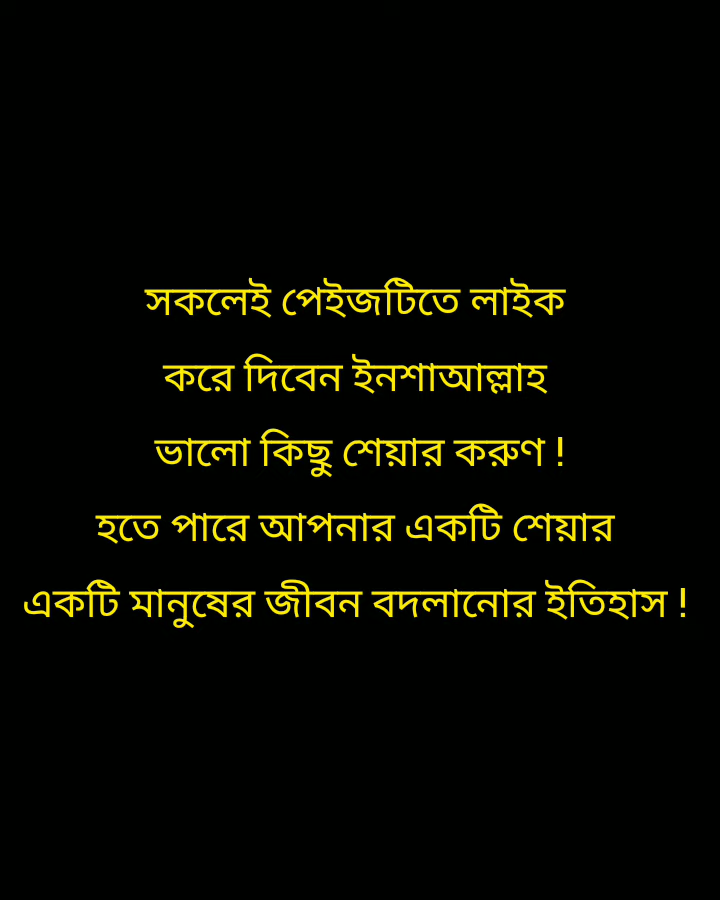 সকলেই পেইজটিতে লাইক
করে দিবেন ইনশাআল্লাহ
ভালো কিছু শেয়ার করুণ !
হতে পারে আপনার একটি শেয়ার
একটি মানুষের জীবন বদলানোর ইতিহাস !